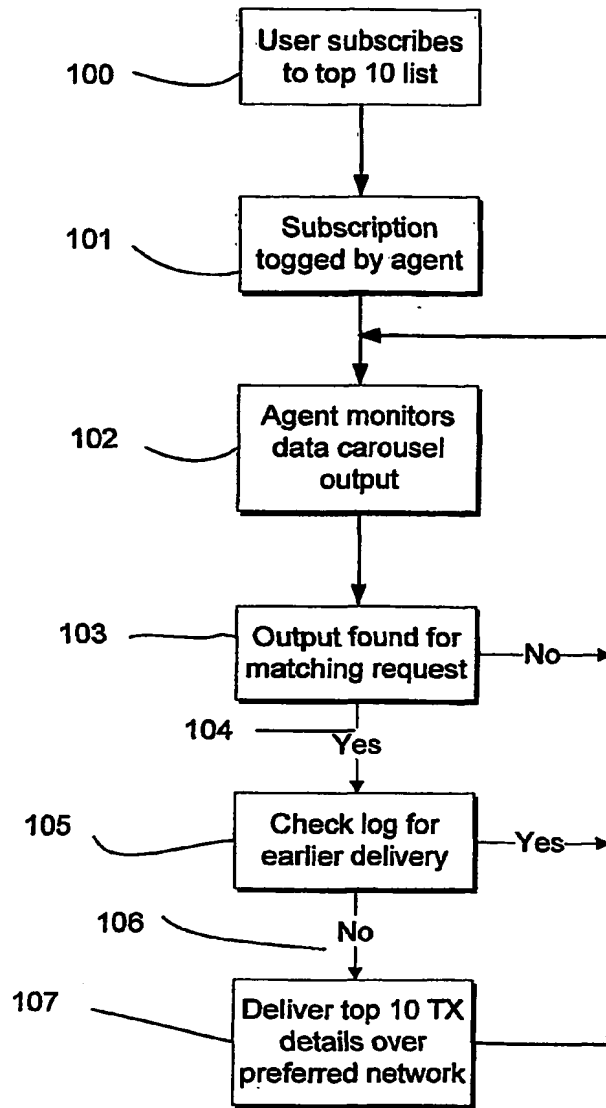 User subscribes
to top 10 list
100
Subscription
togged by agent
101
Agent monitors
data carousel
output
102
Output found for
matching request
103
No
104
Yes
Check log for
earlier delivery
105
Yes
106
No
Deliver top 10 TX
details over
preferred network
107